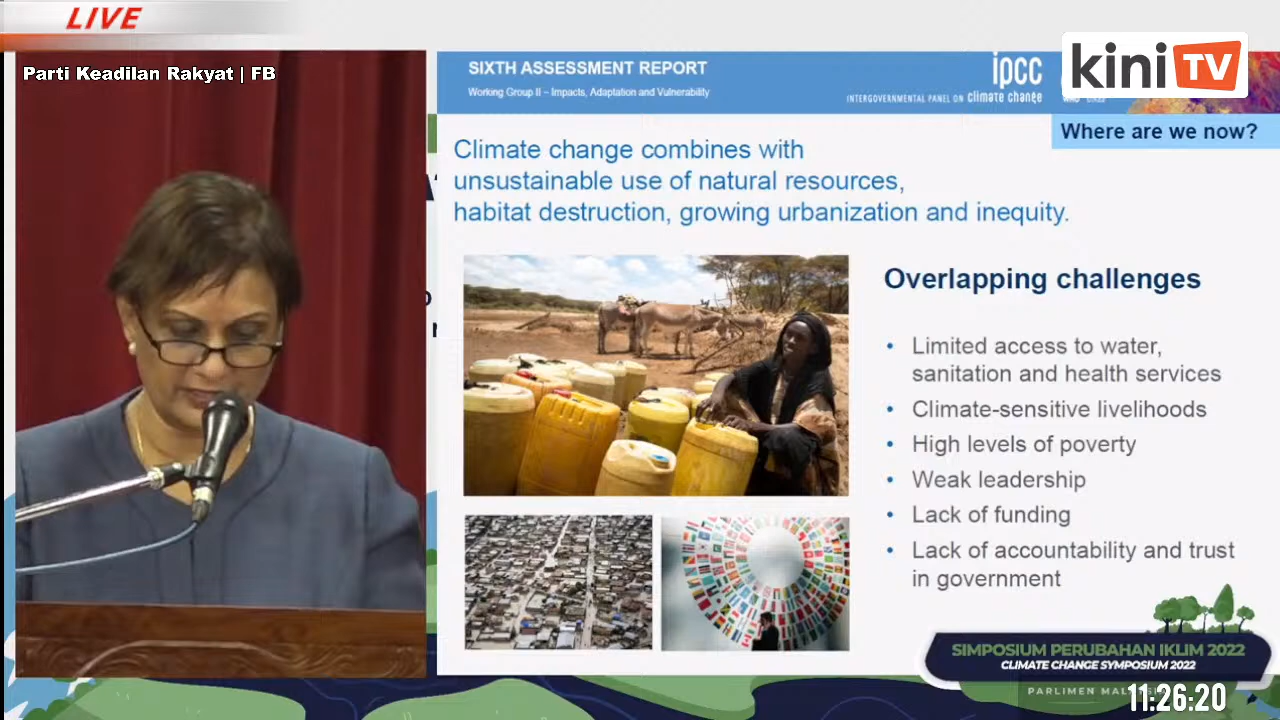 LIVE
Parti Keadilan Rakyat | FB
kini TV
SIXTH ASSESSMENT REPORT
Working Group II – Impacts, Adaptation and Vulnerability
ipcc
INTERGOVERNMENTAL PANEL ON climate change
Where are we now?
Climate change combines with
unsustainable use of natural resources,
habitat destruction, growing urbanization and inequity.
Overlapping challenges
• Limited access to water,
sanitation and health services
• Climate-sensitive livelihoods
• High levels of poverty
• Weak leadership
• Lack of funding
• Lack of accountability and trust
in government
SIMPOSIUM PERUBAHAN IKLIM 2022
CLIMATE CHANGE SYMPOSIUM 2022
PARLIMEN
11:26:20